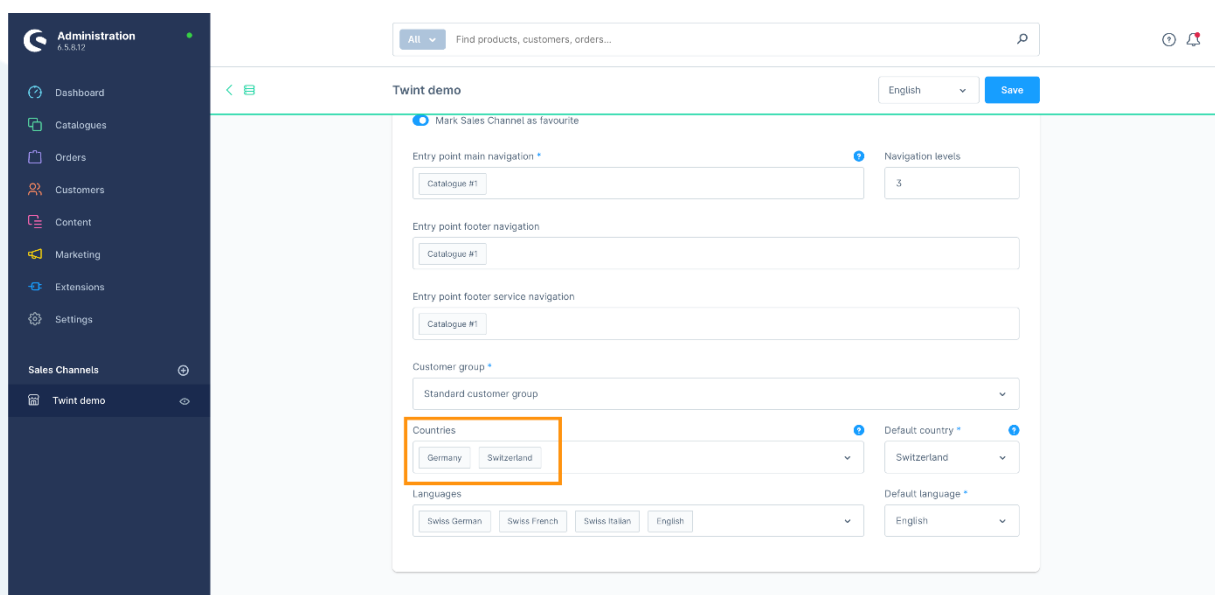 Administration
6.5.8.12
All
Find products, customers, orders...
Twint demo
English
Save
Dashboard
Catalogues
Orders
Customers
Content
Marketing
Extensions
Settings
Sales Channels
Twint demo
Mark Sales Channel as favourite
Entry point main navigation *
Navigation levels
Catalogue #1
3
Entry point footer navigation
Catalogue #1
Entry point footer service navigation
Catalogue #1
Customer group *
Standard customer group
Countries
Default country *
Germany Switzerland
Switzerland
Languages
Default language *
Swiss German Swiss French Swiss Italian English
English